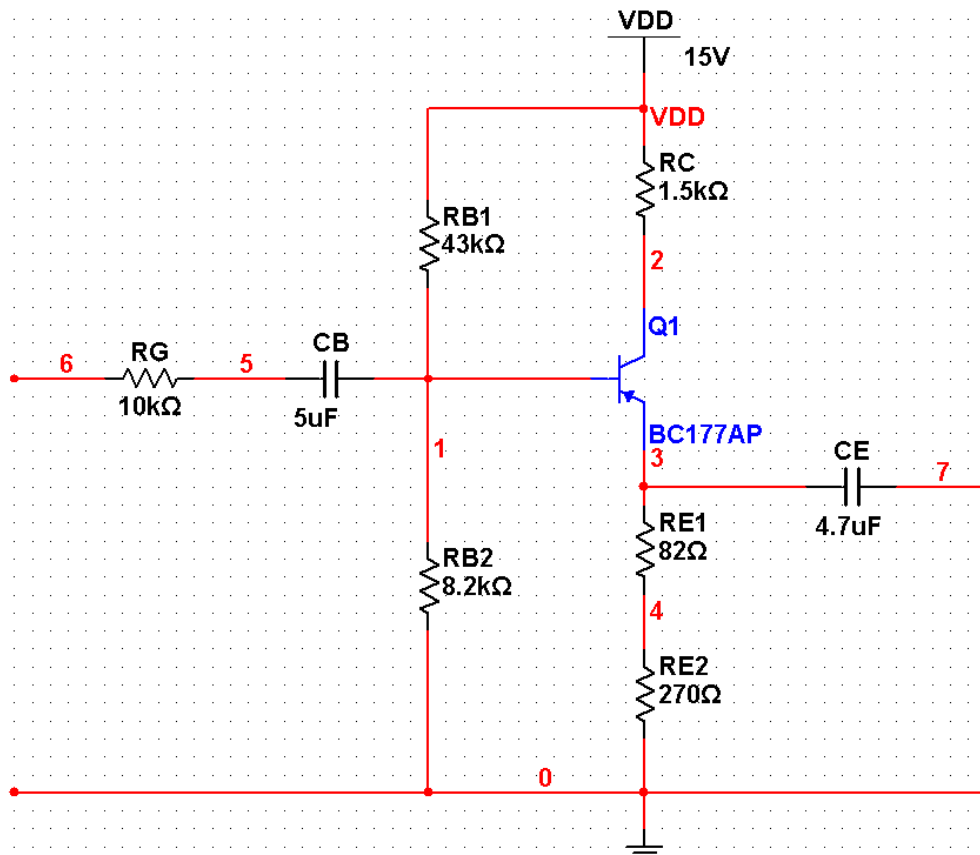 VDD
15V
VDD
RC
1.5kΩ
RB1
43kΩ
2
Q1
6
RG
10kΩ
5
CB
5uF
1
BC177AP
3
CE
4.7uF
7
RE1
82Ω
RB2
8.2kΩ
4
RE2
270Ω
0